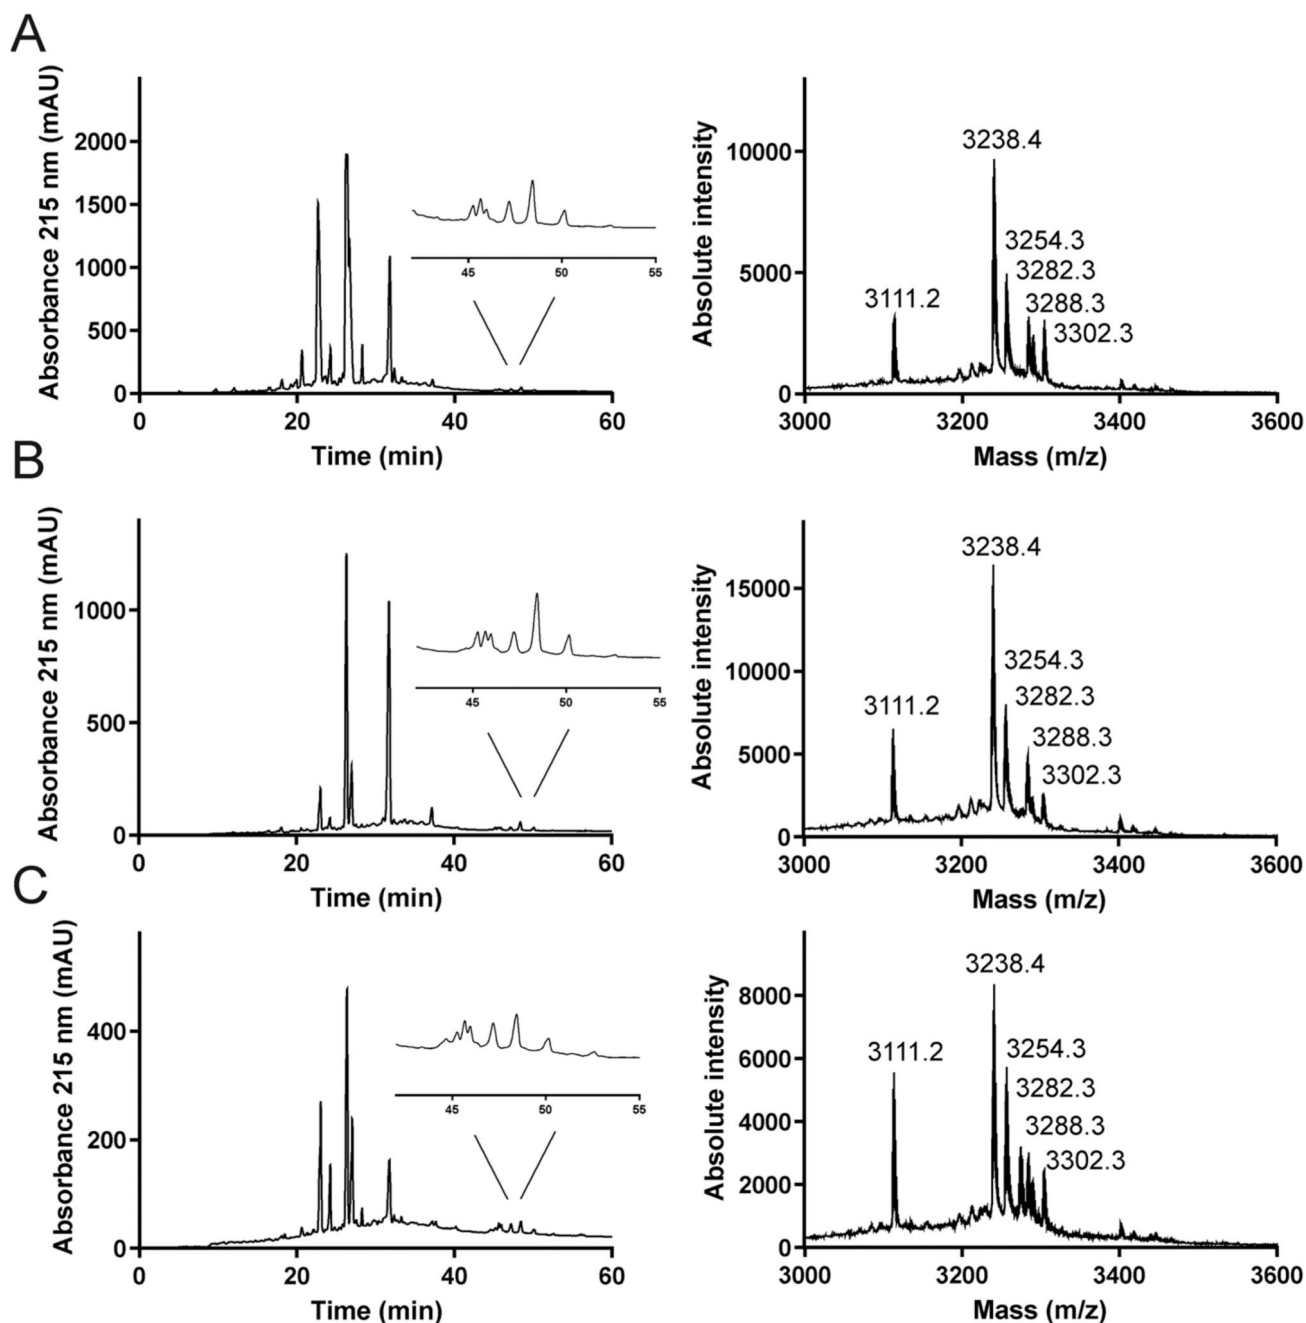 A
Absorbance 215 nm (mAU)
2000
1500
1000
500
0
0 20 40 60
Time (min)
45 50 55
Absolute intensity
10000
5000
0
3238.4
3254.3
3282.3
3111.2
3288.3
3302.3
3000 3200 3400 3600
Mass (m/z)
B
Absorbance 215 nm (mAU)
1000
500
0
0 20 40 60
Time (min)
45 50 55
Absolute intensity
15000
10000
5000
0
3238.4
3254.3
3282.3
3111.2
3288.3
3302.3
3000 3200 3400 3600
Mass (m/z)
C
Absorbance 215 nm (mAU)
400
200
0
0 20 40 60
Time (min)
45 50 55
Absolute intensity
8000
6000
4000
2000
0
3238.4
3111.2
3254.3
3282.3
3288.3
3302.3
3000 3200 3400 3600
Mass (m/z)